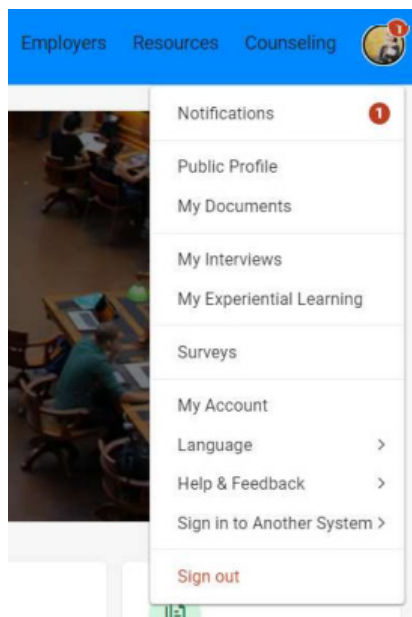 Employers Resources Counseling 1
Notifications 1
Public Profile
My Documents
My Interviews
My Experiential Learning
Surveys
My Account
Language >
Help & Feedback >
Sign in to Another System >
Sign out